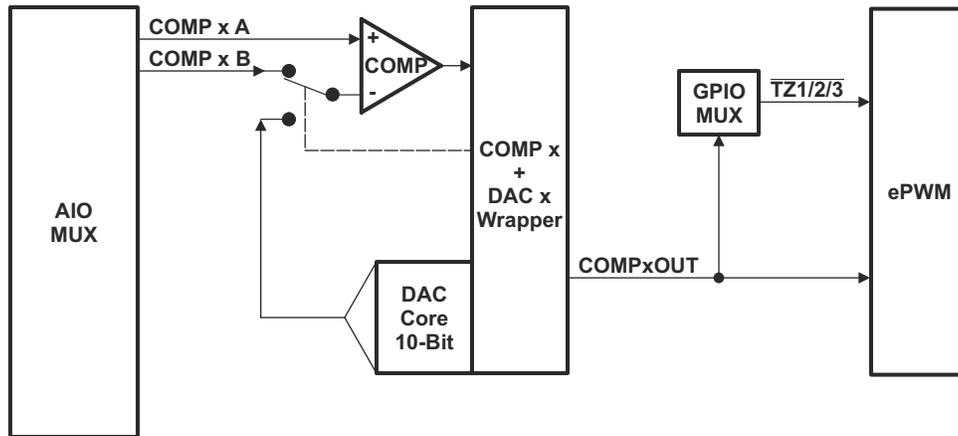 COMP x A
COMP x B
+
COMP
-
AIO
MUX
COMP x
+
DAC x
Wrapper
DAC
Core
10-Bit
COMPxOUT
GPIO
MUX
TZ1/2/3
ePWM